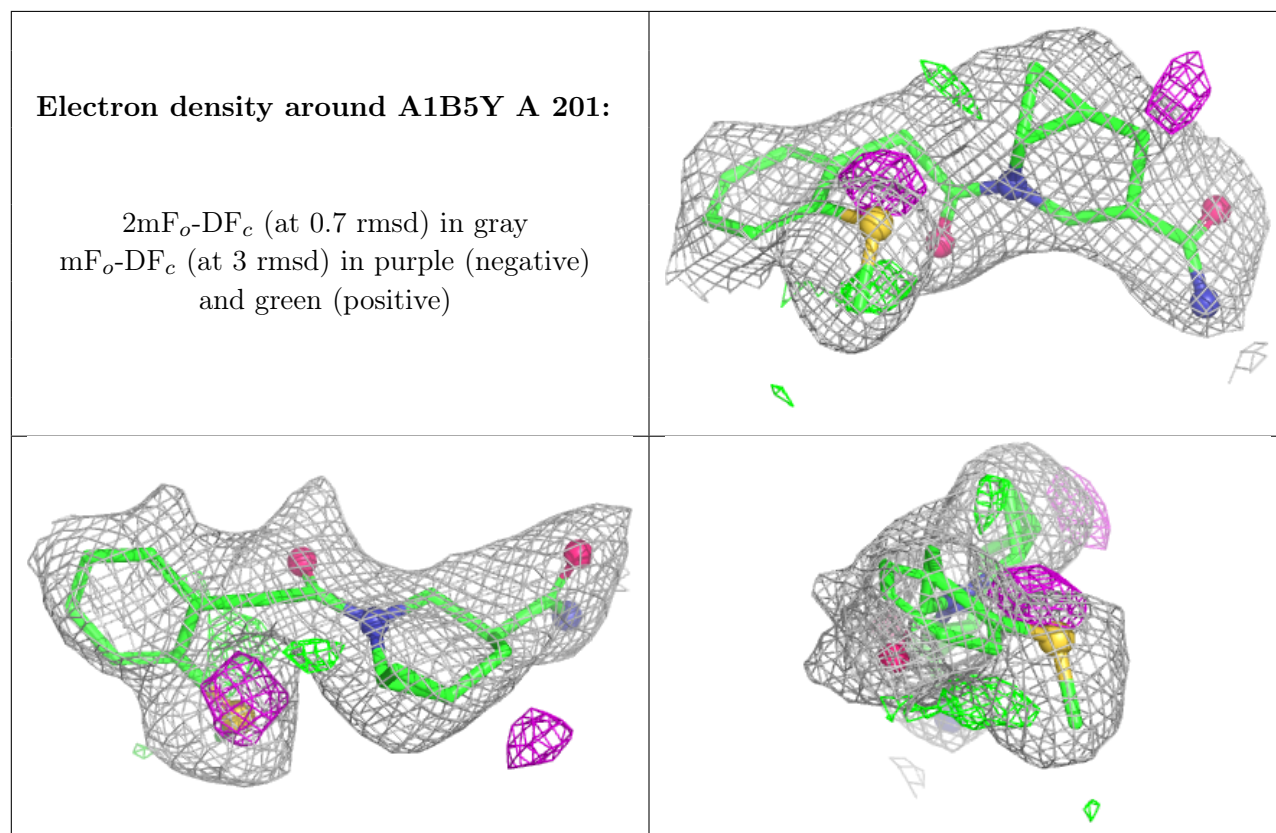 Electron density around A1B5Y A 201:
2mFₒ-DF𝒸 (at 0.7 rmsd) in gray
mFₒ-DF𝒸 (at 3 rmsd) in purple (negative)
and green (positive)